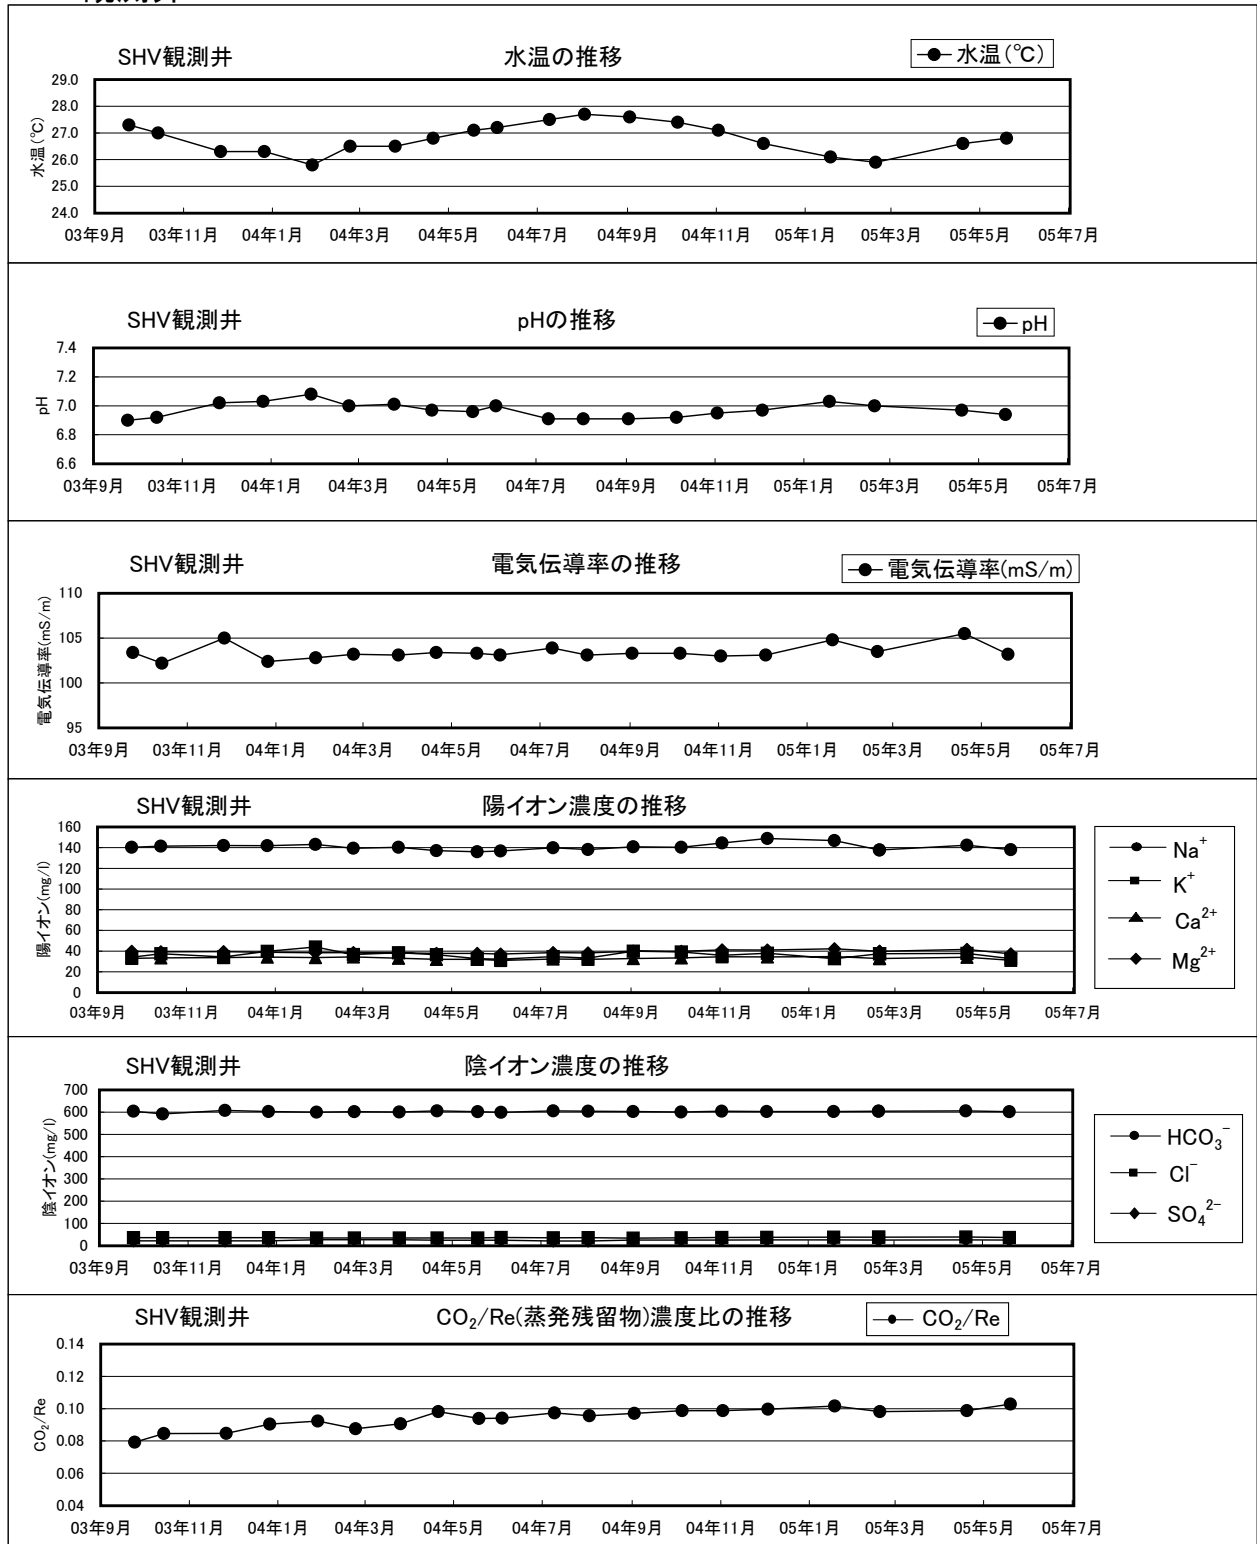 SHV観測井 水温の推移 水温(℃)
29.0
28.0
27.0
26.0
25.0
24.0
水温(℃)
03年9月 03年11月 04年1月 04年3月 04年5月 04年7月 04年9月 04年11月 05年1月 05年3月 05年5月 05年7月
SHV観測井 pHの推移 pH
7.4
7.2
7.0
6.8
6.6
pH
03年9月 03年11月 04年1月 04年3月 04年5月 04年7月 04年9月 04年11月 05年1月 05年3月 05年5月 05年7月
SHV観測井 電気伝導率の推移 電気伝導率(mS/m)
110
105
100
95
電気伝導率(mS/m)
03年9月 03年11月 04年1月 04年3月 04年5月 04年7月 04年9月 04年11月 05年1月 05年3月 05年5月 05年7月
SHV観測井 陽イオン濃度の推移
160
140
120
100
80
60
40
20
0
陽イオン(mg/l)
03年9月 03年11月 04年1月 04年3月 04年5月 04年7月 04年9月 04年11月 05年1月 05年3月 05年5月 05年7月
Na⁺
K⁺
Ca²⁺
Mg²⁺
SHV観測井 陰イオン濃度の推移
700
600
500
400
300
200
100
0
陰イオン(mg/l)
03年9月 03年11月 04年1月 04年3月 04年5月 04年7月 04年9月 04年11月 05年1月 05年3月 05年5月 05年7月
HCO₃⁻
Cl⁻
SO₄²⁻
SHV観測井 CO₂/Re(蒸発残留物)濃度比の推移 CO₂/Re
0.14
0.12
0.10
0.08
0.06
0.04
CO₂/Re
03年9月 03年11月 04年1月 04年3月 04年5月 04年7月 04年9月 04年11月 05年1月 05年3月 05年5月 05年7月